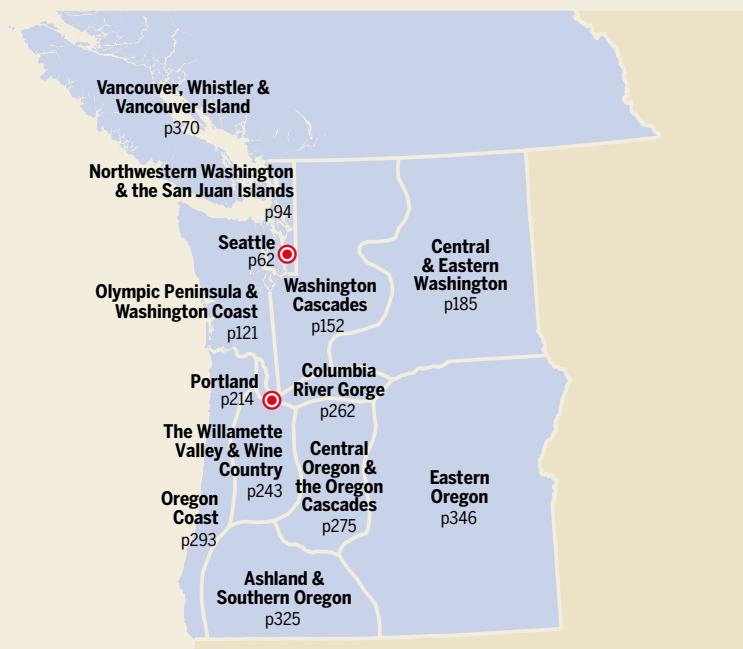 Vancouver, Whistler &
Vancouver Island
p370
Northwestern Washington
& the San Juan Islands
p94
Seattle
p62
Central
& Eastern
Washington
p185
Washington
Cascades
p152
Olympic Peninsula &
Washington Coast
p121
Columbia
River Gorge
p262
Portland
p214
The Willamette
Valley & Wine
Country
p243
Central
Oregon &
the Oregon
Cascades
p275
Eastern
Oregon
p346
Oregon
Coast
p293
Ashland &
Southern Oregon
p325